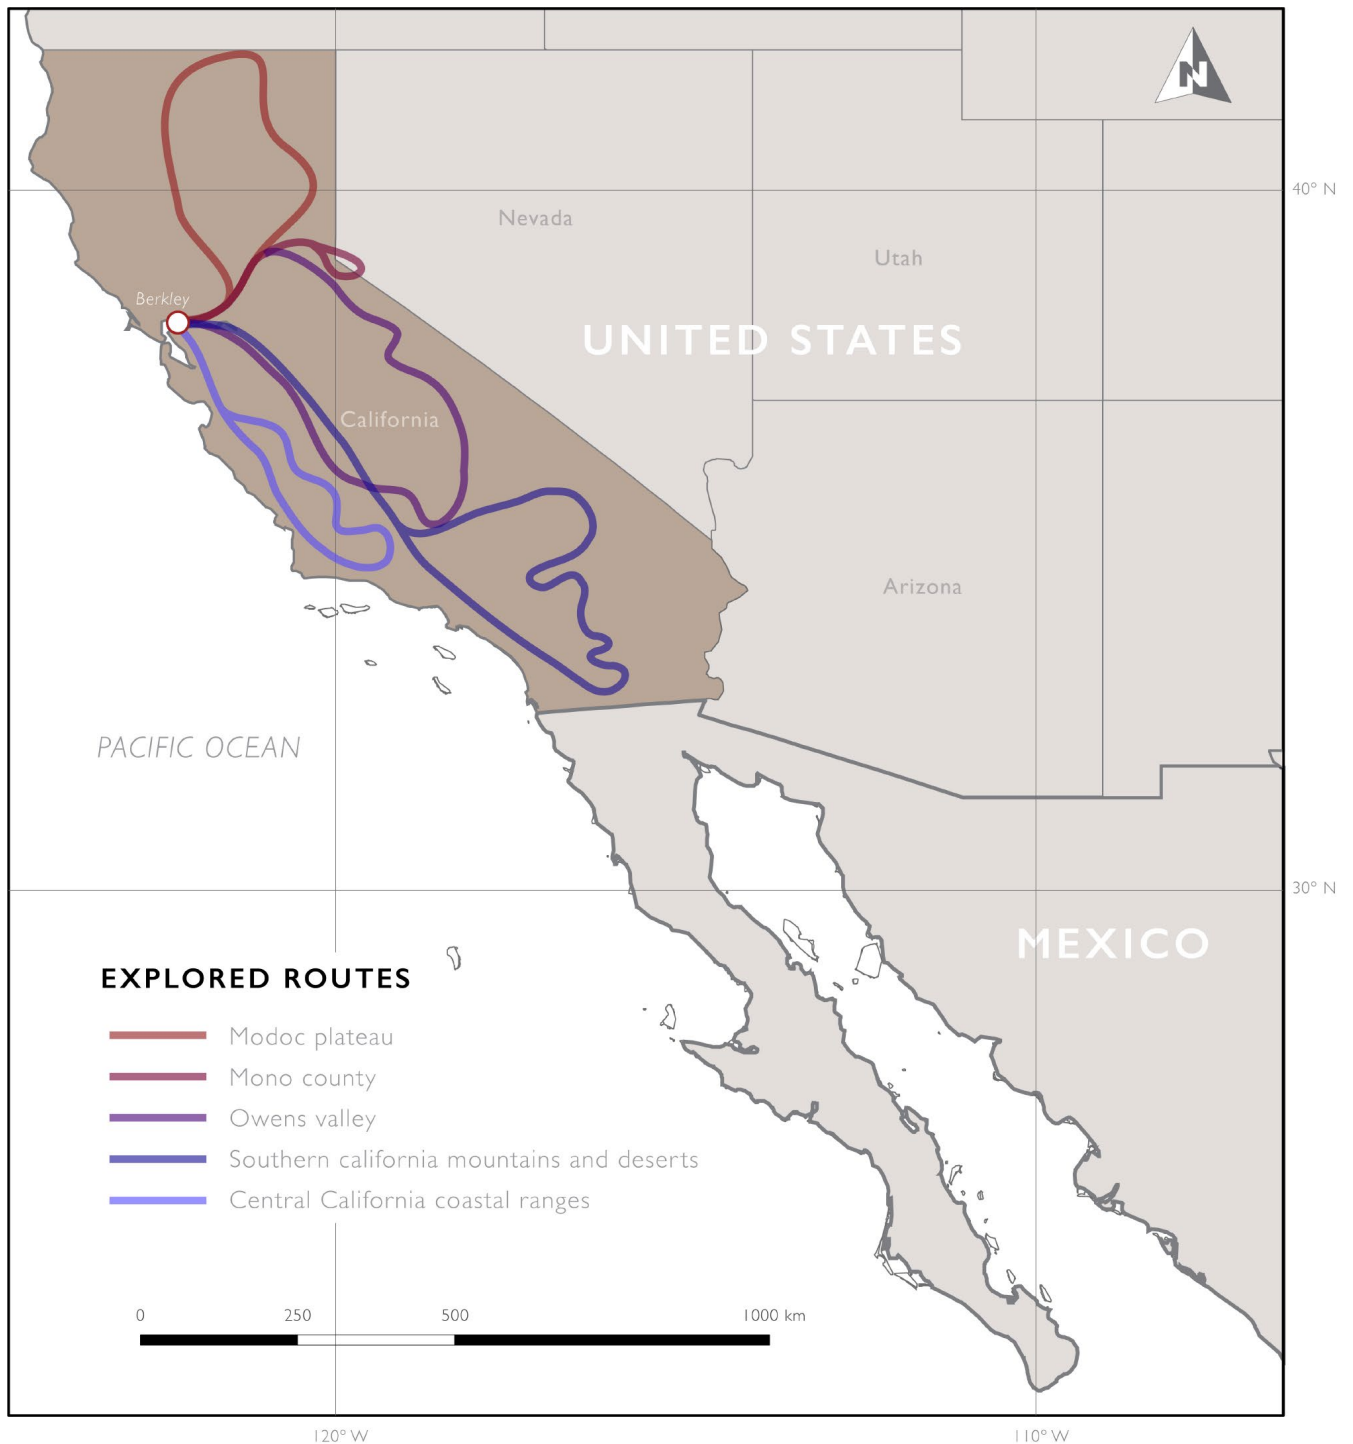 N
40° N
Nevada
Utah
Berkley
UNITED STATES
California
Arizona
PACIFIC OCEAN
30° N
MEXICO
EXPLORED ROUTES
Modoc plateau
Mono county
Owens valley
Southern california mountains and deserts
Central California coastal ranges
0 250 500 1000 km
120° W 110° W